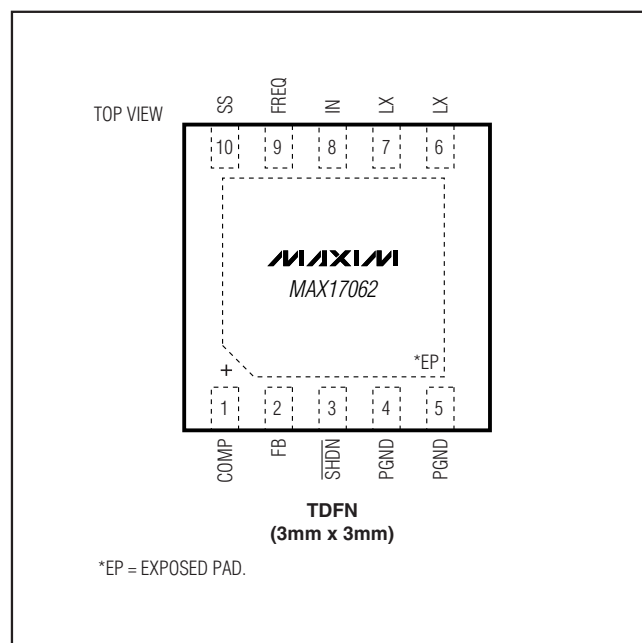 TOP VIEW
SS FREQ IN LX LX
10 9 8 7 6
MAXIM
MAX17062
*EP
+
1 2 3 4 5
COMP FB SHDN PGND PGND
TDFN
(3mm x 3mm)
*EP = EXPOSED PAD.